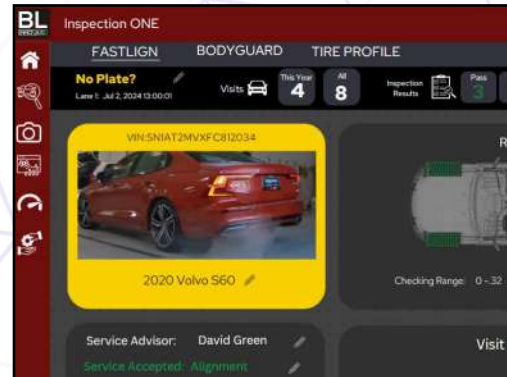 BL
Inspection ONE
FASTLIGN BODYGUARD TIRE PROFILE
No Plate?
Lane 1: Jul 2, 2024 13:00:01
Visits
This Year
4
All
8
Inspection
Results
Pass
3
VIN:SN1AT2MVXFC812034
2020 Volvo S60
R
Checking Range: 0 -.32
Service Advisor: David Green
Service Accepted: Alignment
Visit